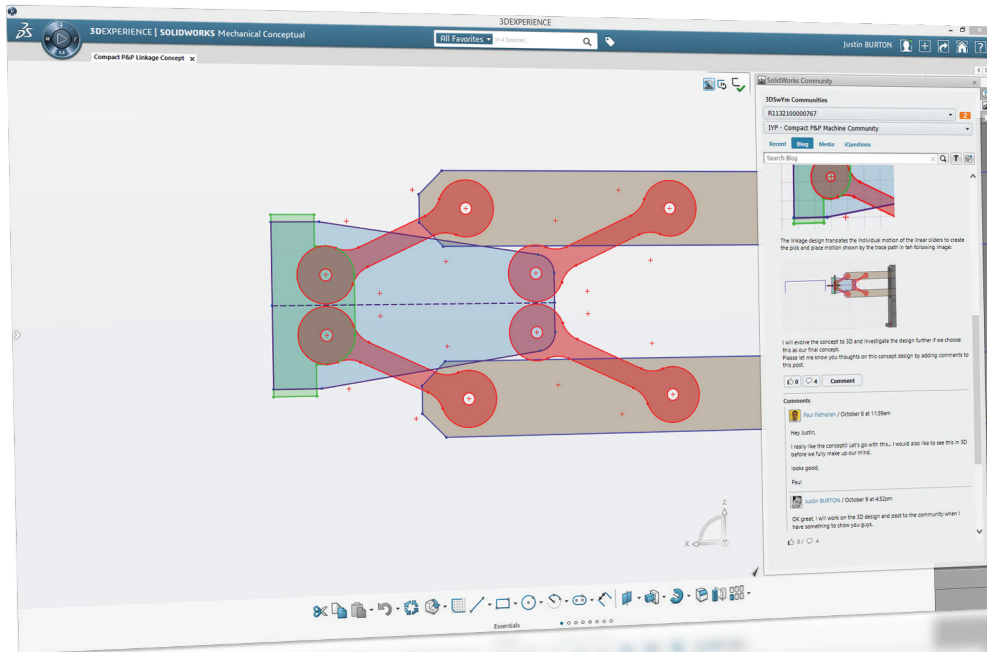 3DEXPERIENCE
3DEXPERIENCE | SOLIDWORKS Mechanical Conceptual
All Favorites
in 4 Sources
Justin BURTON
Compact P&P Linkage Concept x
SolidWorks Community
3DSwYm Communities
R1132100000767
2
IYP - Compact P&P Machine Community
Recent Blog Media iQuestions
Search Blog
The linkage design translates the individual motion of the linear sliders to create
the pick and place motion shown by the trace path in teh following image:
I will evolve the concept to 3D and investigate the design further if we choose
this as our final concept.
Please let me know you thoughts on this concept design by adding comments to
this post.
0 4 Comment
Comments
Paul Fathallah / October 8 at 11:39am
Hey Justin,
I really like the concept!! Let's go with this... I would also like to see this in 3D
before we fully make up our mind.
looks good,
Paul
Justin BURTON / October 9 at 4:52pm
OK great, I will work on the 3D design and post to the community when I
have something to show you guys.
0 / 4
Z
X
Y
Essentials